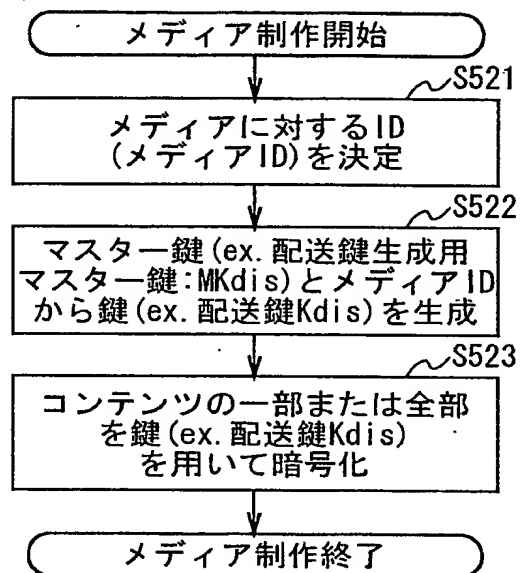 メディア制作開始
S521
メディアに対するID
(メディアID)を決定
S522
マスター鍵(ex.配送鍵生成用
マスター鍵:MKdis)とメディアID
から鍵(ex.配送鍵Kdis)を生成
S523
コンテンツの一部または全部
を鍵(ex.配送鍵Kdis)
を用いて暗号化
メディア制作終了